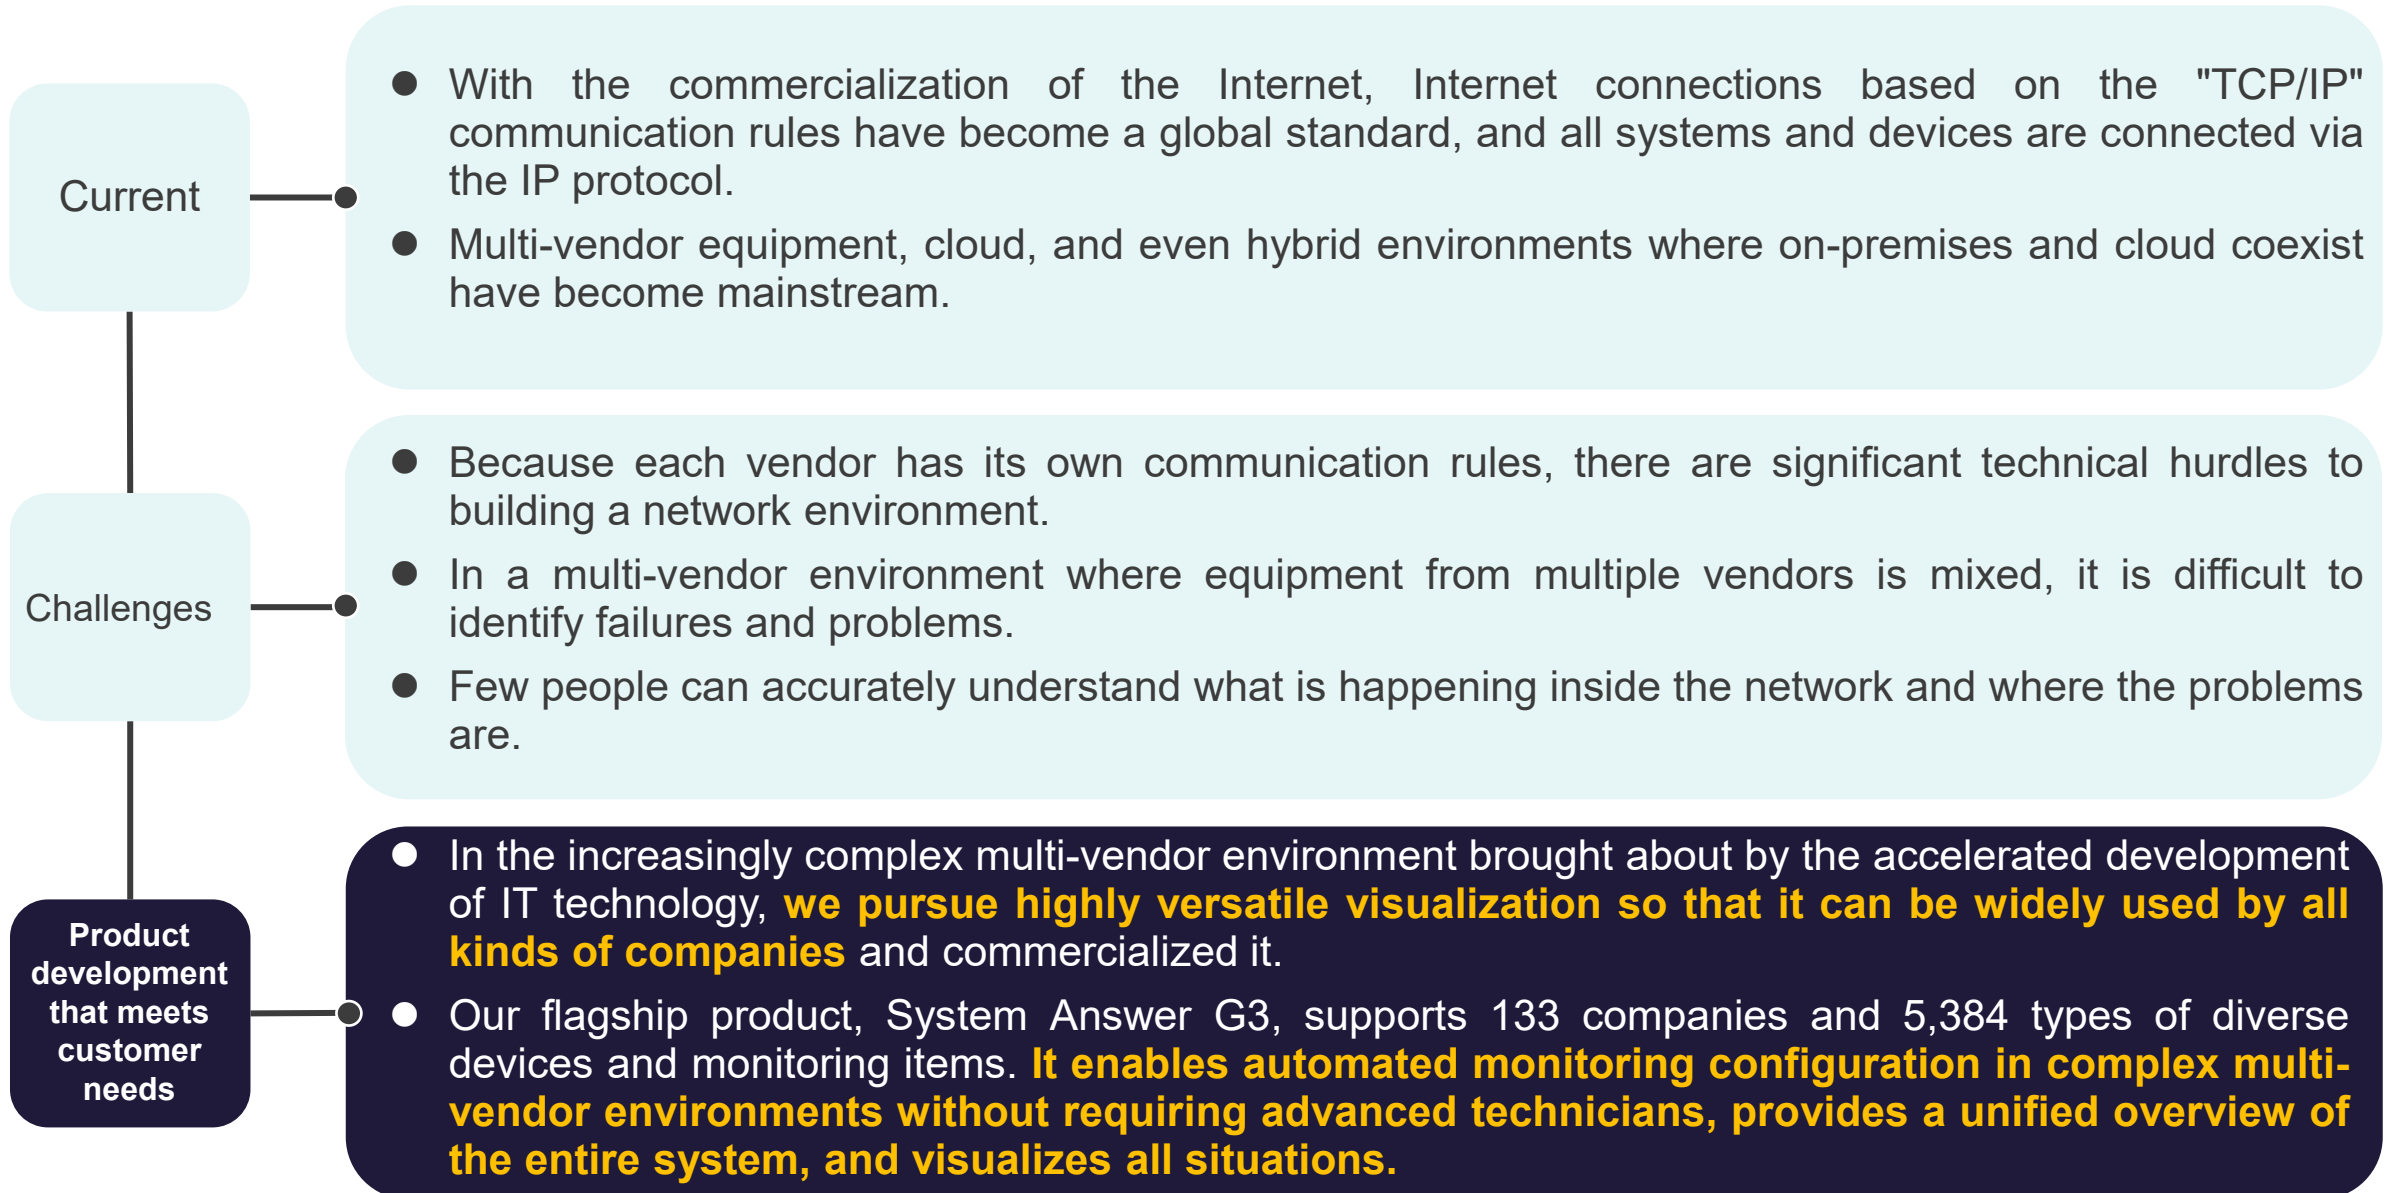 Current
● With the commercialization of the Internet, Internet connections based on the "TCP/IP"
communication rules have become a global standard, and all systems and devices are connected via
the IP protocol.
● Multi-vendor equipment, cloud, and even hybrid environments where on-premises and cloud coexist
have become mainstream.
Challenges
● Because each vendor has its own communication rules, there are significant technical hurdles to
building a network environment.
● In a multi-vendor environment where equipment from multiple vendors is mixed, it is difficult to
identify failures and problems.
● Few people can accurately understand what is happening inside the network and where the problems
are.
Product
development
that meets
customer
needs
● In the increasingly complex multi-vendor environment brought about by the accelerated development
of IT technology, we pursue highly versatile visualization so that it can be widely used by all
kinds of companies and commercialized it.
● Our flagship product, System Answer G3, supports 133 companies and 5,384 types of diverse
devices and monitoring items. It enables automated monitoring configuration in complex multi-
vendor environments without requiring advanced technicians, provides a unified overview of
the entire system, and visualizes all situations.